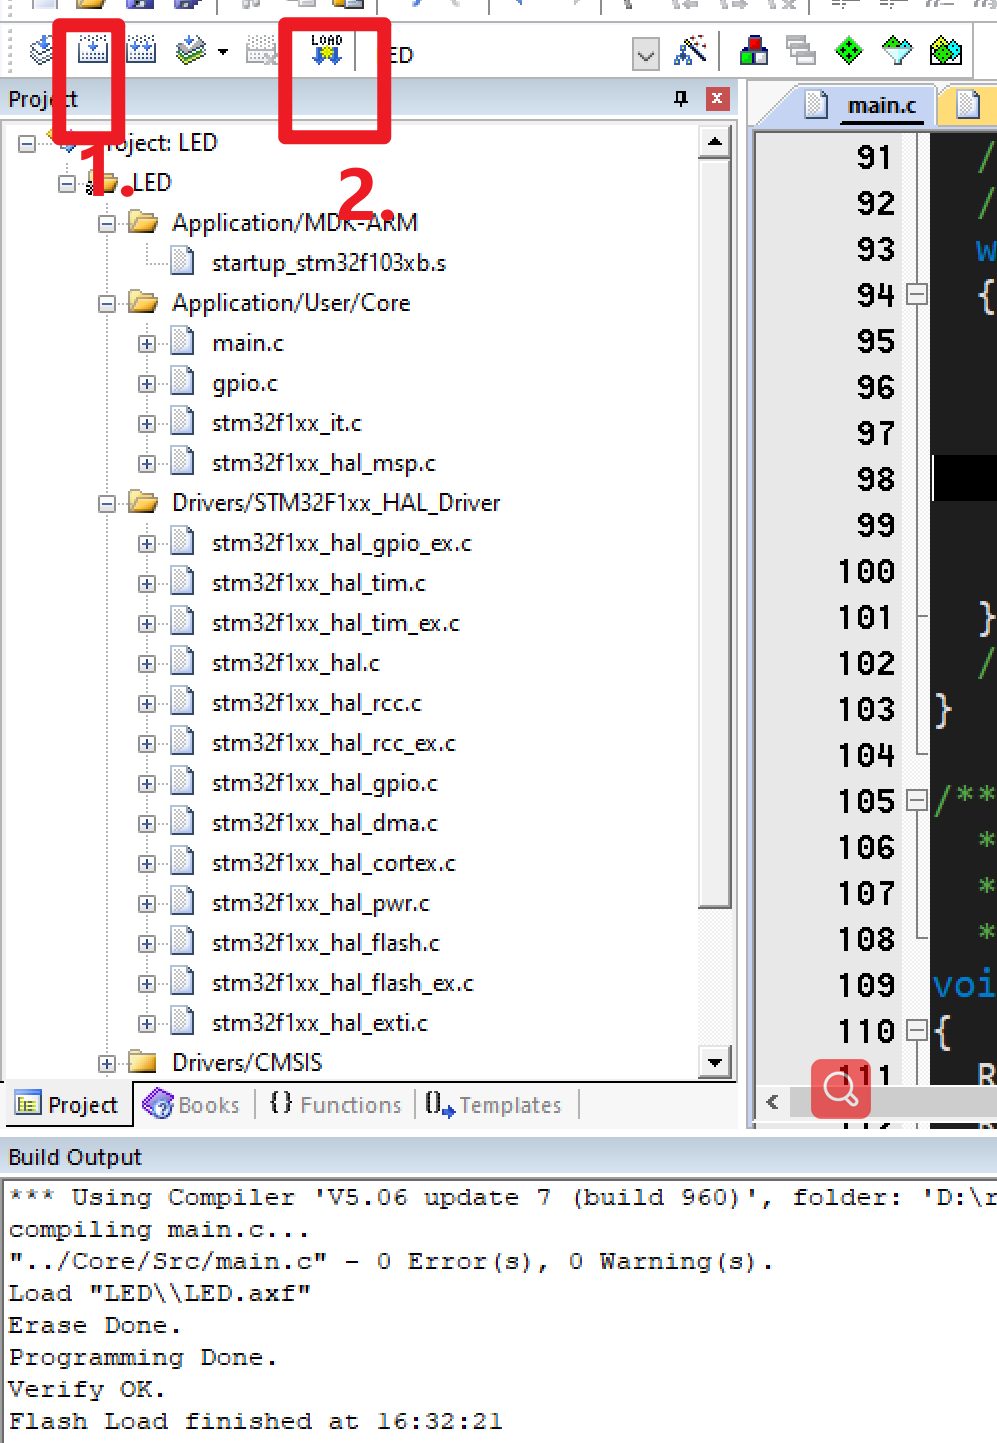 LOAD
ED
Project
main.c
1.
Project: LED
LED
2.
Application/MDK-ARM
startup_stm32f103xb.s
Application/User/Core
main.c
gpio.c
stm32f1xx_it.c
stm32f1xx_hal_msp.c
Drivers/STM32F1xx_HAL_Driver
stm32f1xx_hal_gpio_ex.c
stm32f1xx_hal_tim.c
stm32f1xx_hal_tim_ex.c
stm32f1xx_hal.c
stm32f1xx_hal_rcc.c
stm32f1xx_hal_rcc_ex.c
stm32f1xx_hal_gpio.c
stm32f1xx_hal_dma.c
stm32f1xx_hal_cortex.c
stm32f1xx_hal_pwr.c
stm32f1xx_hal_flash.c
stm32f1xx_hal_flash_ex.c
stm32f1xx_hal_exti.c
Drivers/CMSIS
91 /
92 /
93 w
94 {
95
96
97
98
99
100
101 }
102 /
103 }
104
105 /**
106 *
107 *
108 *
109 voi
110 {
111 R
Project Books {} Functions Templates
Build Output
*** Using Compiler 'V5.06 update 7 (build 960)', folder: 'D:\r
compiling main.c...
"../Core/Src/main.c" - 0 Error(s), 0 Warning(s).
Load "LED\\LED.axf"
Erase Done.
Programming Done.
Verify OK.
Flash Load finished at 16:32:21